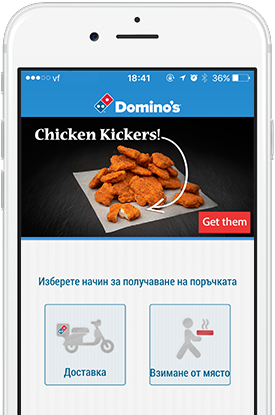 vf 18:41 36%
Domino's
Chicken Kickers!
Get them
Изберете начин за получаване на поръчката
Доставка
Взимане от място